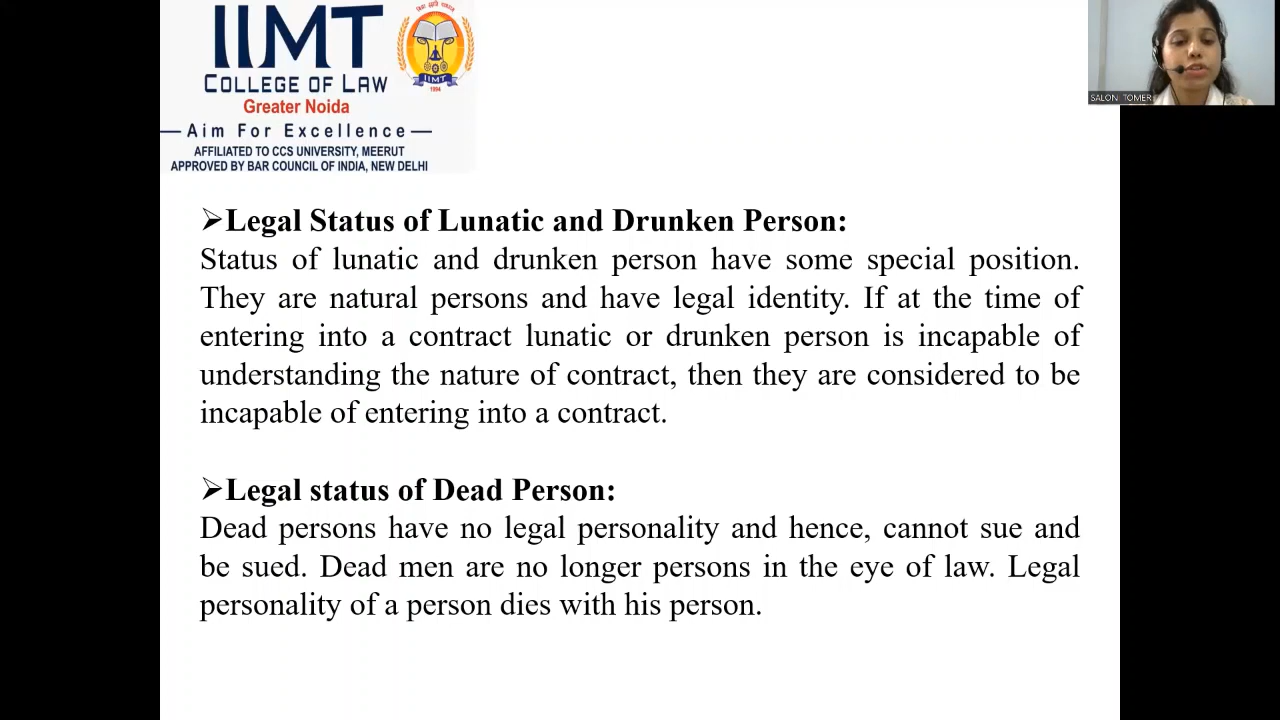 IIMT
COLLEGE OF LAW
Greater Noida
—Aim For Excellence—
AFFILIATED TO CCS UNIVERSITY, MEERUT
APPROVED BY BAR COUNCIL OF INDIA, NEW DELHI
IIMT
1994
SALONI TOMER
➢Legal Status of Lunatic and Drunken Person:
Status of lunatic and drunken person have some special position.
They are natural persons and have legal identity. If at the time of
entering into a contract lunatic or drunken person is incapable of
understanding the nature of contract, then they are considered to be
incapable of entering into a contract.
➢Legal status of Dead Person:
Dead persons have no legal personality and hence, cannot sue and
be sued. Dead men are no longer persons in the eye of law. Legal
personality of a person dies with his person.